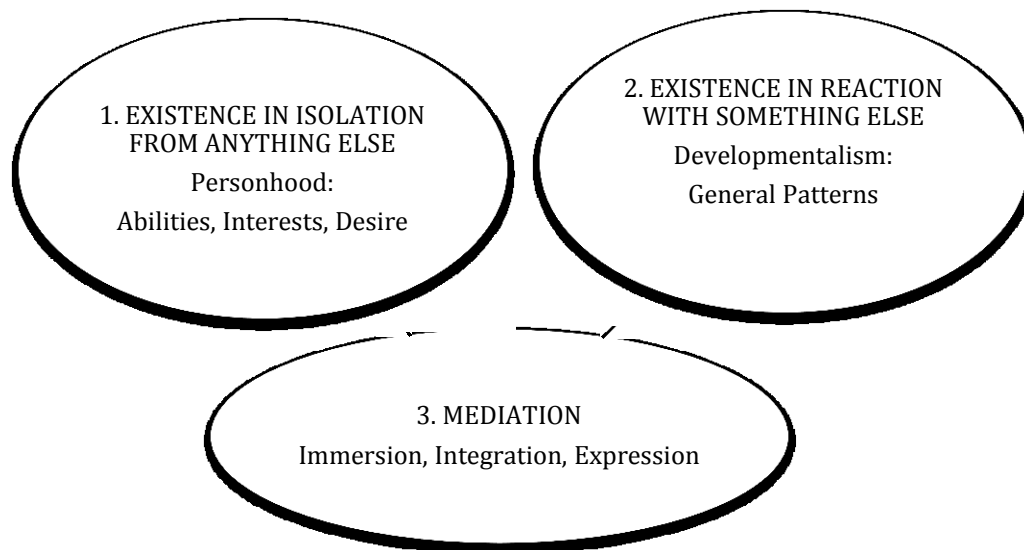 1. EXISTENCE IN ISOLATION
FROM ANYTHING ELSE
Personhood:
Abilities, Interests, Desire
2. EXISTENCE IN REACTION
WITH SOMETHING ELSE
Developmentalism:
General Patterns
3. MEDIATION
Immersion, Integration, Expression